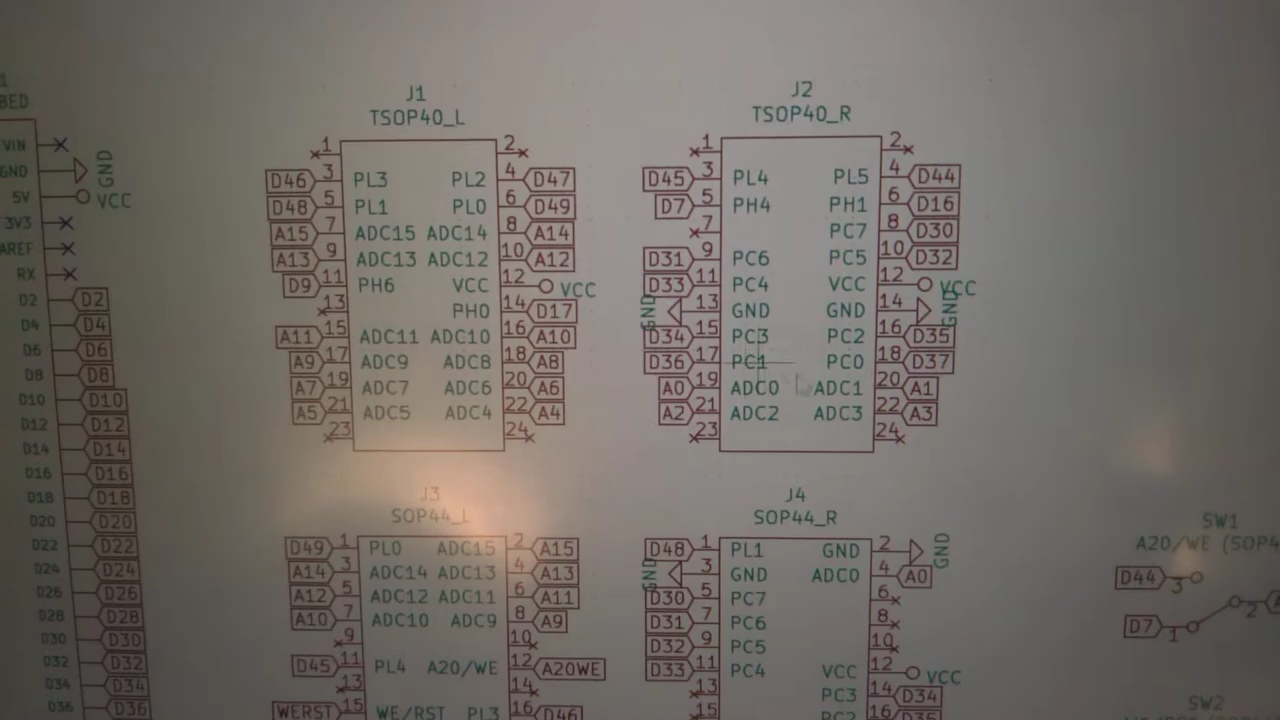 1
BED
VIN
GND
GND
5V
VCC
3V3
AREF
RX
D2 D2
D4 D4
D6 D6
D8 D8
D10 D10
D12 D12
D14 D14
D16 D16
D18 D18
D20 D20
D22 D22
D24 D24
D26 D26
D28 D28
D30 D30
D32 D32
D34 D34
D36 D36
J1
TSOP40_L
1 2
D46 3 PL3 PL2 4 D47
D48 5 PL1 PL0 6 D49
A15 7 ADC15 ADC14 8 A14
A13 9 ADC13 ADC12 10 A12
D9 11 PH6 VCC 12 VCC
13 PH0 14 D17
A11 15 ADC11 ADC10 16 A10
A9 17 ADC9 ADC8 18 A8
A7 19 ADC7 ADC6 20 A6
A5 21 ADC5 ADC4 22 A4
23 24
J2
TSOP40_R
1 2
D45 3 PL4 PL5 4 D44
D7 5 PH4 PH1 6 D16
7 PC7 8 D30
D31 9 PC6 PC5 10 D32
D33 11 PC4 VCC 12 VCC
GND 13 GND GND 14 GND
D34 15 PC3 PC2 16 D35
D36 17 PC1 PC0 18 D37
A0 19 ADC0 ADC1 20 A1
A2 21 ADC2 ADC3 22 A3
23 24
J3
SOP44_L
D49 1 PL0 ADC15 2 A15
A14 3 ADC14 ADC13 4 A13
A12 5 ADC12 ADC11 6 A11
A10 7 ADC10 ADC9 8 A9
9 10
D45 11 PL4 A20/WE 12 A20WE
13 14
WERST 15 WE/RST PL3 16 D46
J4
SOP44_R
D48 1 PL1 GND 2 GND
GND 3 GND ADC0 4 A0
D30 5 PC7 6
D31 7 PC6 8
D32 9 PC5 10
D33 11 PC4 VCC 12 VCC
13 PC3 14 D34
15 PC2 16 D35
SW1
A20/WE (SOP4
D44 3
2
D7 1
SW2